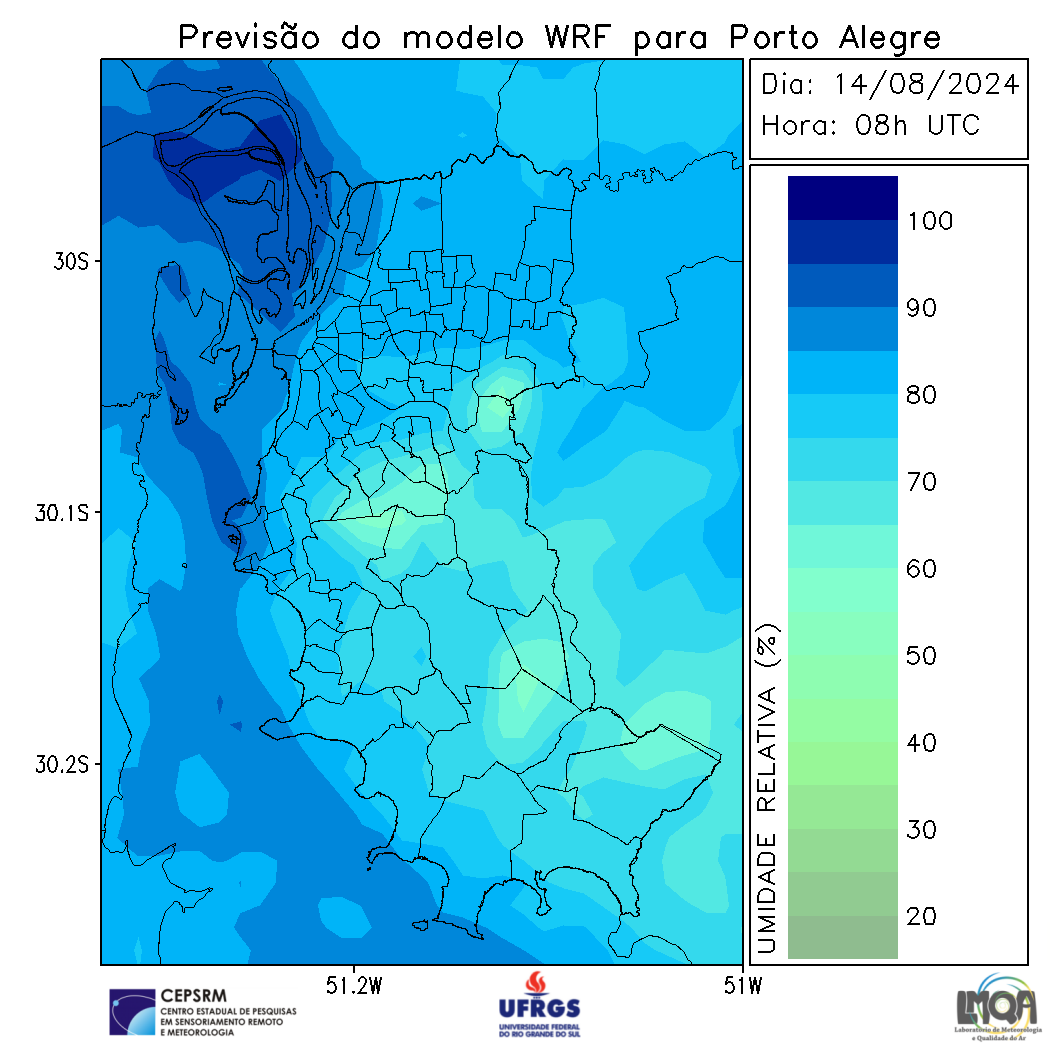 Previsão do modelo WRF para Porto Alegre
Dia: 14/08/2024
Hora: 08h UTC
30S
30.1S
30.2S
51.2W
51W
UMIDADE RELATIVA (%)
100
90
80
70
60
50
40
30
20
CEPSRM
CENTRO ESTADUAL DE PESQUISAS
EM SENSORIAMENTO REMOTO
E METEOROLOGIA
UFRGS
UNIVERSIDADE FEDERAL
DO RIO GRANDE DO SUL
LMQA
Laboratório de Meteorologia
e Qualidade do Ar